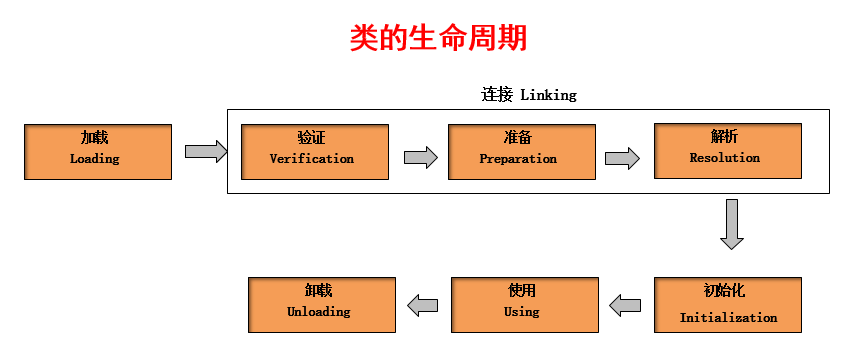 类的生命周期
连接 Linking
加载
Loading
验证
Verification
准备
Preparation
解析
Resolution
初始化
Initialization
使用
Using
卸载
Unloading